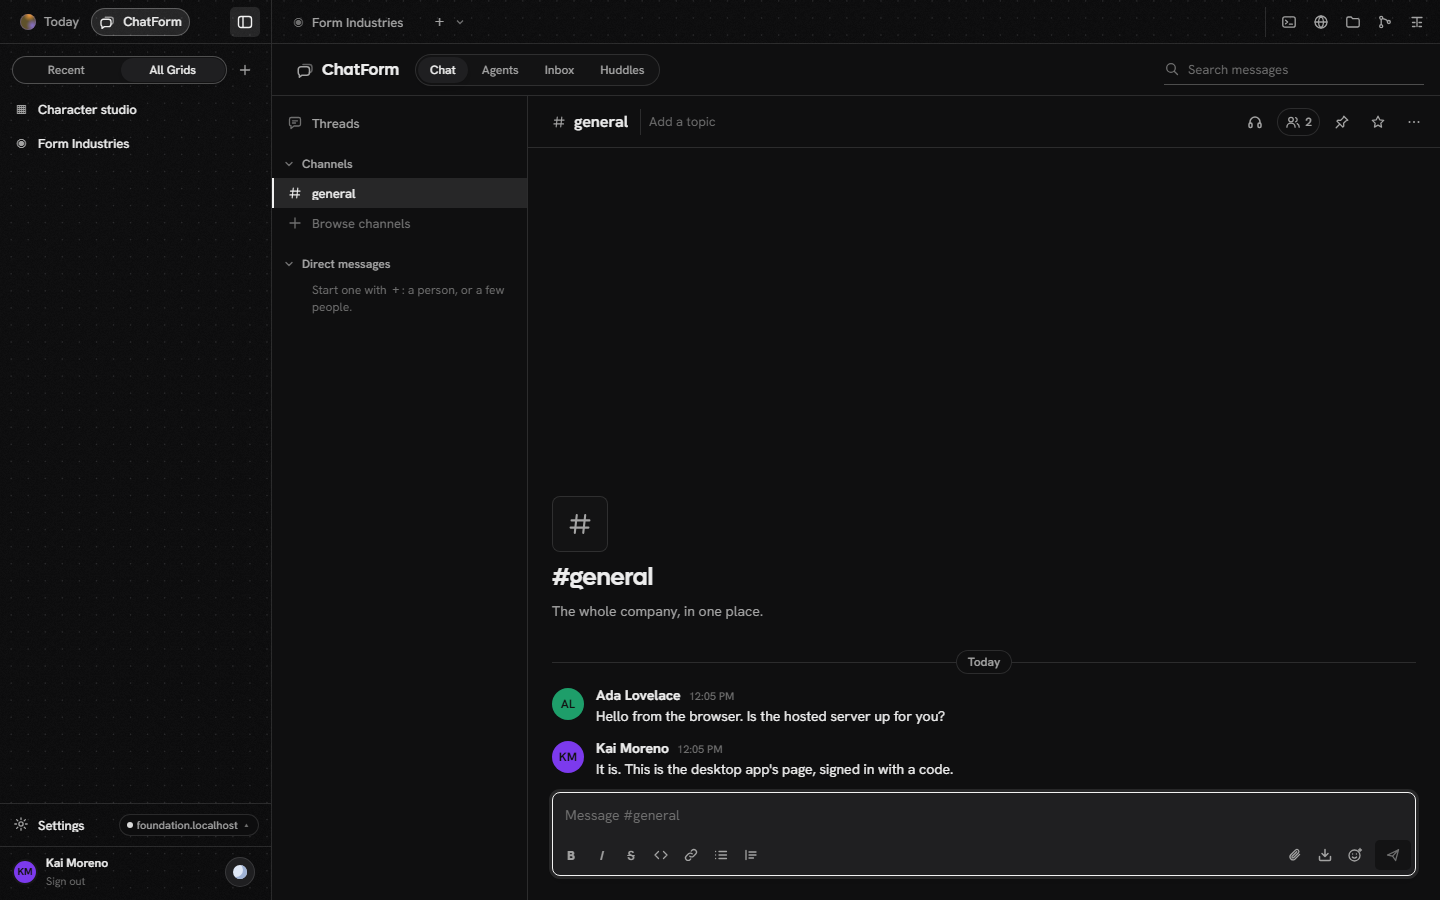 Today
ChatForm
Form Industries
Recent
All Grids
Character studio
Form Industries
ChatForm
Chat
Agents
Inbox
Huddles
Search messages
Threads
Channels
# general
Browse channels
Direct messages
Start one with + : a person, or a few
people.
# general
Add a topic
2
#
#general
The whole company, in one place.
Today
AL
Ada Lovelace 12:05 PM
Hello from the browser. Is the hosted server up for you?
KM
Kai Moreno 12:05 PM
It is. This is the desktop app's page, signed in with a code.
Message #general
B I S
Settings
foundation.localhost
KM
Kai Moreno
Sign out